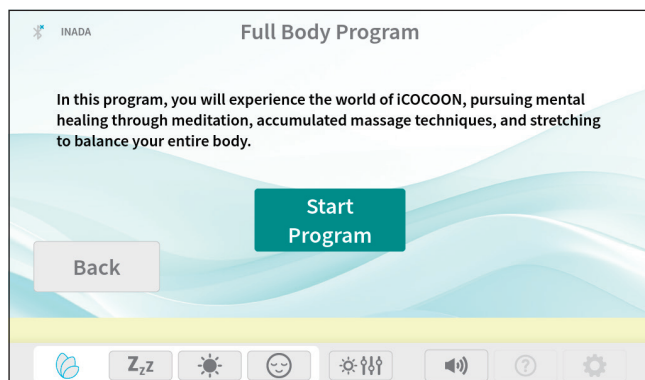 INADA
Full Body Program
In this program, you will experience the world of iCOCOON, pursuing mental
healing through meditation, accumulated massage techniques, and stretching
to balance your entire body.
Start
Program
Back
ZzZ
?